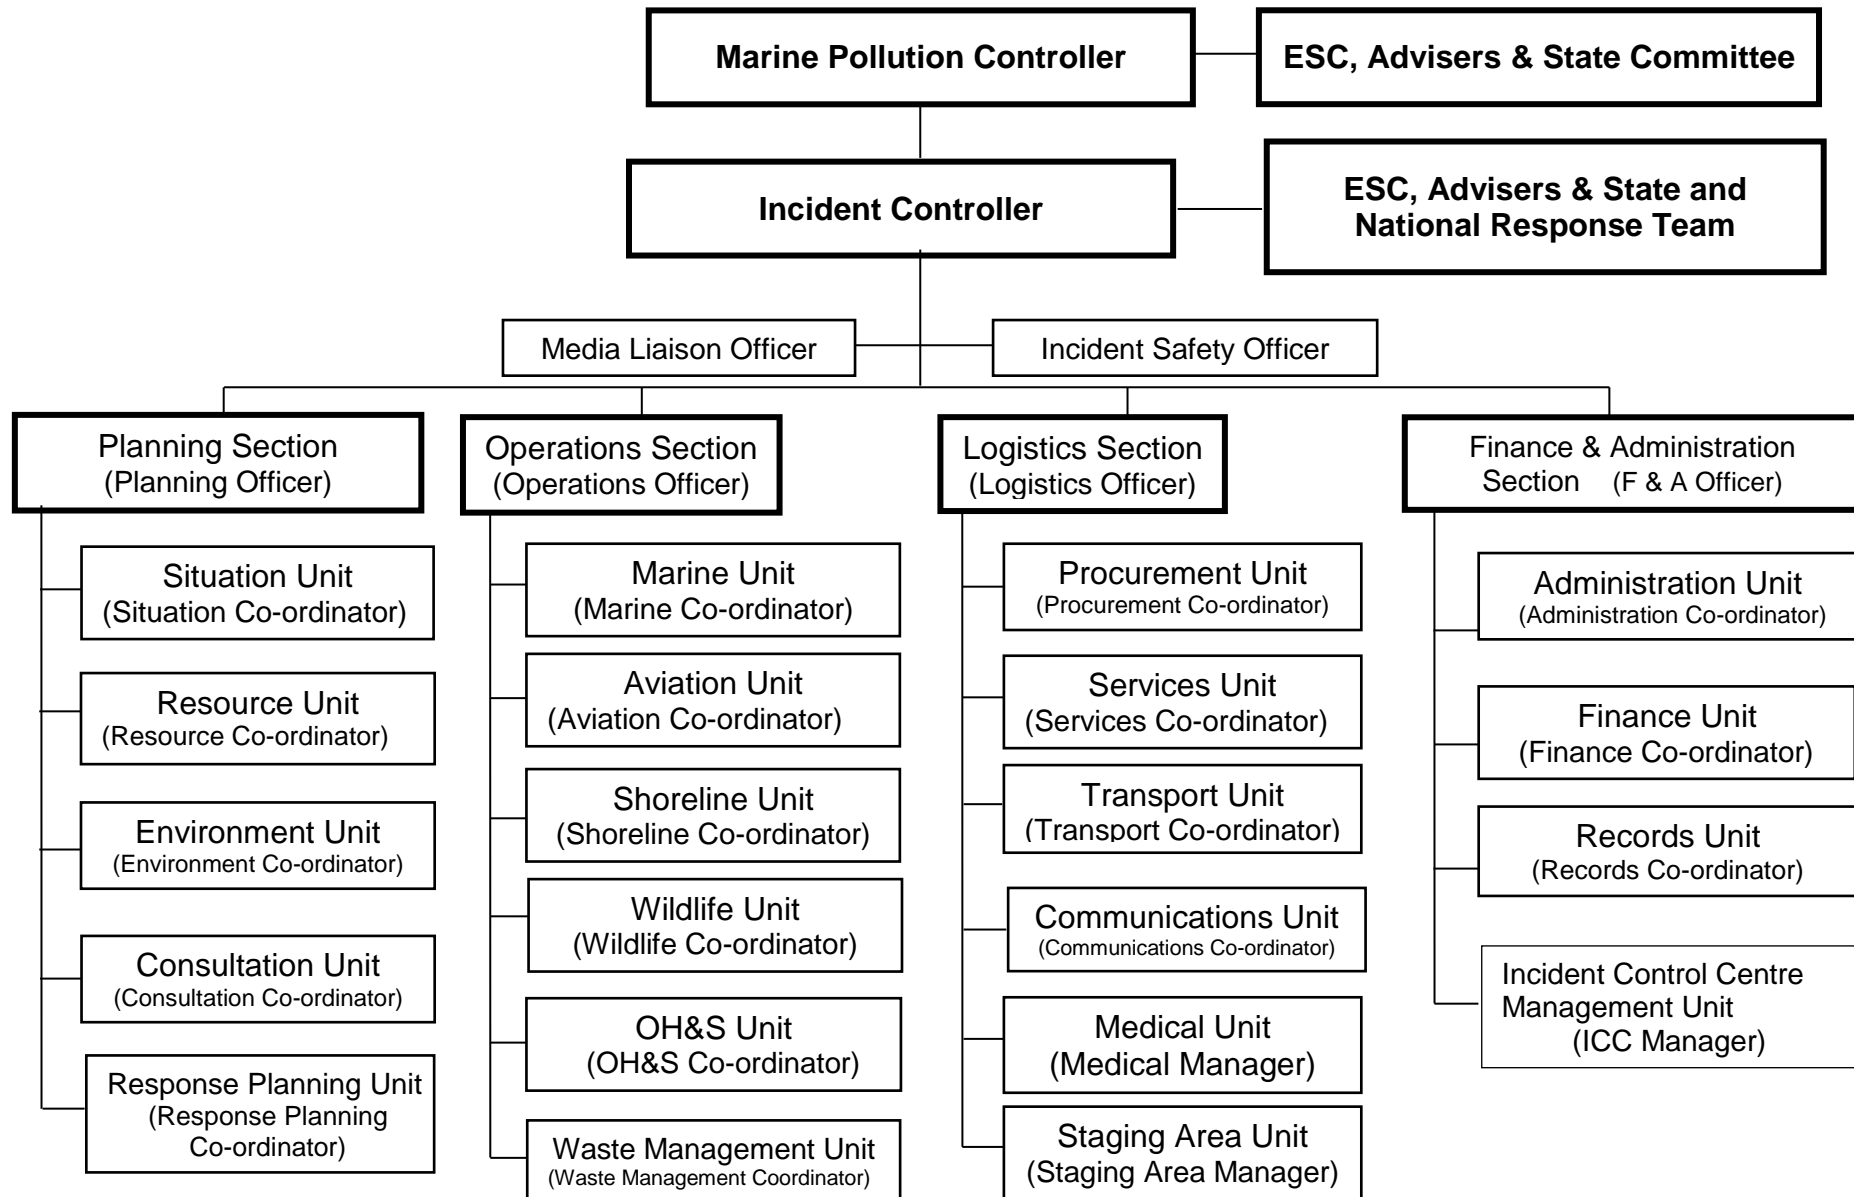 Marine Pollution Controller
ESC, Advisers & State Committee
Incident Controller
ESC, Advisers & State and
National Response Team
Media Liaison Officer
Incident Safety Officer
Planning Section
(Planning Officer)
Situation Unit
(Situation Co-ordinator)
Resource Unit
(Resource Co-ordinator)
Environment Unit
(Environment Co-ordinator)
Consultation Unit
(Consultation Co-ordinator)
Response Planning Unit
(Response Planning
Co-ordinator)
Operations Section
(Operations Officer)
Marine Unit
(Marine Co-ordinator)
Aviation Unit
(Aviation Co-ordinator)
Shoreline Unit
(Shoreline Co-ordinator)
Wildlife Unit
(Wildlife Co-ordinator)
OH&S Unit
(OH&S Co-ordinator)
Waste Management Unit
(Waste Management Coordinator)
Logistics Section
(Logistics Officer)
Procurement Unit
(Procurement Co-ordinator)
Services Unit
(Services Co-ordinator)
Transport Unit
(Transport Co-ordinator)
Communications Unit
(Communications Co-ordinator)
Medical Unit
(Medical Manager)
Staging Area Unit
(Staging Area Manager)
Finance & Administration
Section (F & A Officer)
Administration Unit
(Administration Co-ordinator)
Finance Unit
(Finance Co-ordinator)
Records Unit
(Records Co-ordinator)
Incident Control Centre
Management Unit
(ICC Manager)